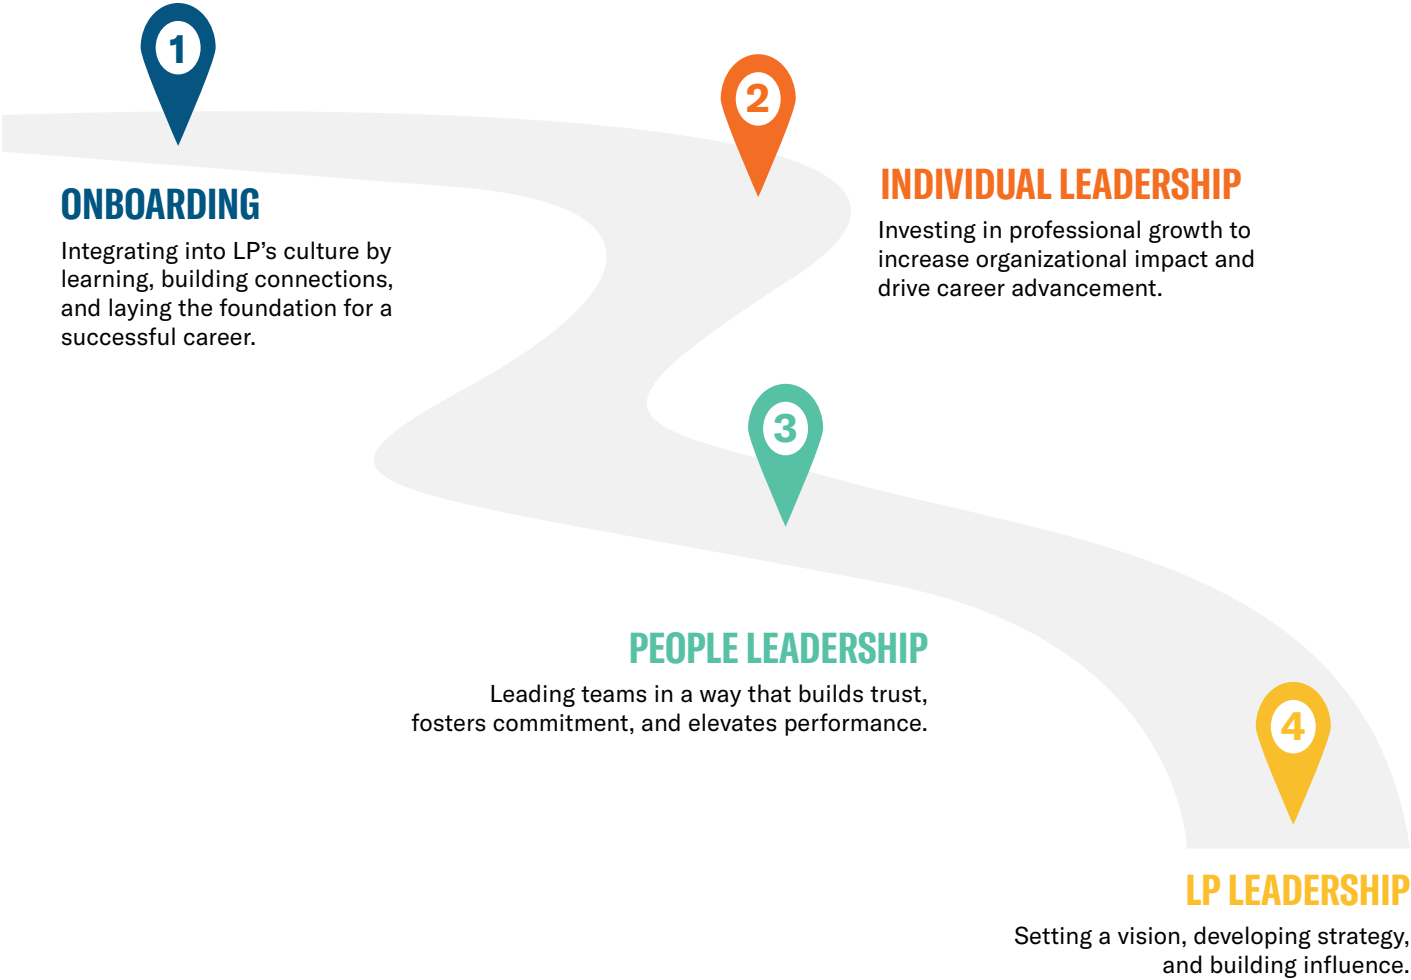 1
ONBOARDING
Integrating into LP’s culture by
learning, building connections,
and laying the foundation for a
successful career.
2
INDIVIDUAL LEADERSHIP
Investing in professional growth to
increase organizational impact and
drive career advancement.
3
PEOPLE LEADERSHIP
Leading teams in a way that builds trust,
fosters commitment, and elevates performance.
4
LP LEADERSHIP
Setting a vision, developing strategy,
and building influence.